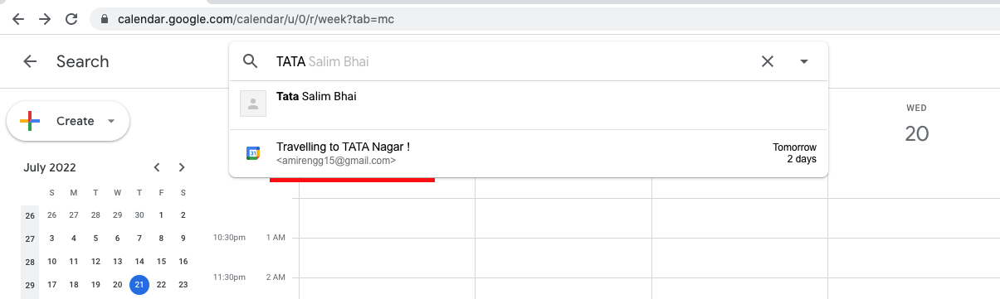 calendar.google.com/calendar/u/0/r/week?tab=mc
Search
TATA Salim Bhai
Tata Salim Bhai
Create
WED
20
Travelling to TATA Nagar !
<amirengg15@gmail.com>
Tomorrow
2 days
31
July 2022
S M T W T F S
26 26 27 28 29 30 1 2
27 3 4 5 6 7 8 9
28 10 11 12 13 14 15 16
29 17 18 19 20 21 22 23
10:30pm 1 AM
11:30pm 2 AM